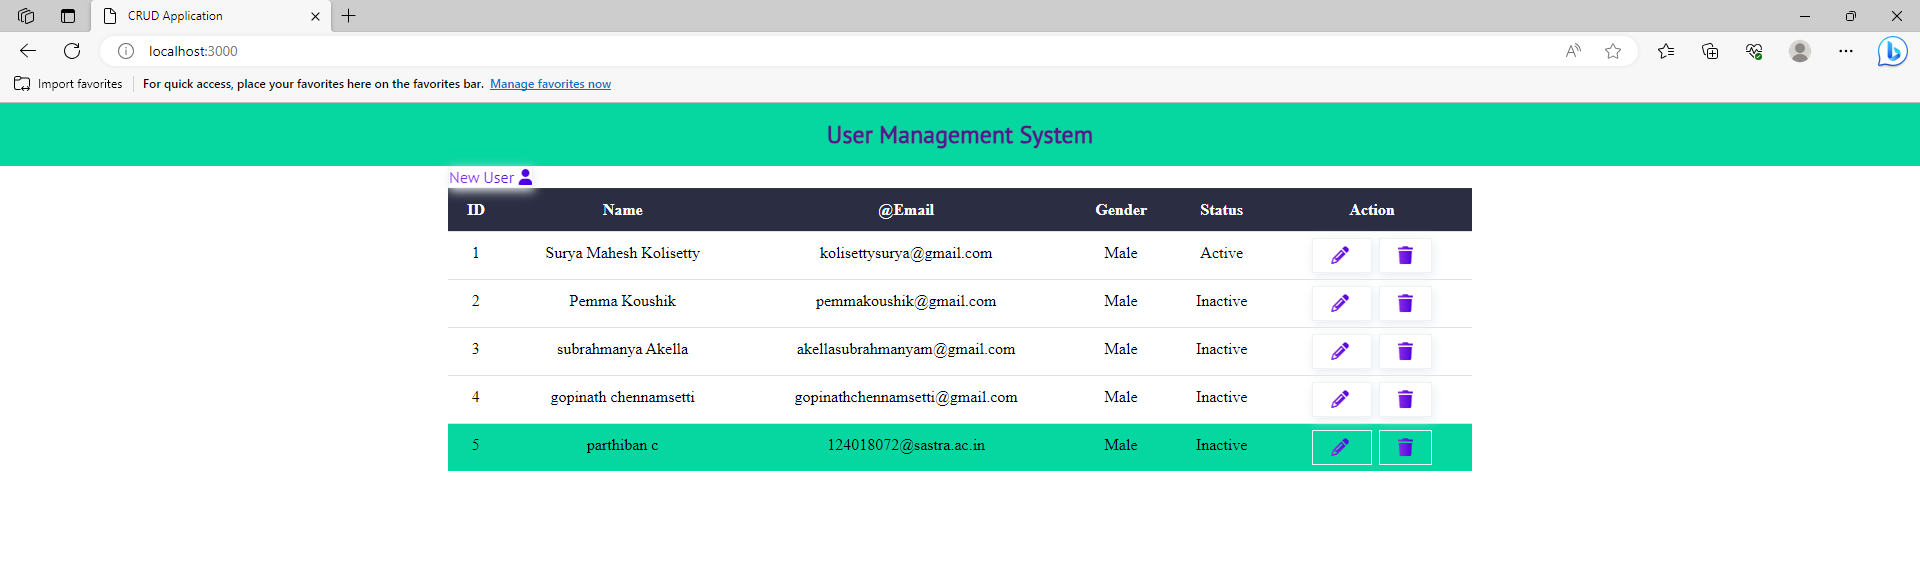 CRUD Application
localhost:3000
Import favorites For quick access, place your favorites here on the favorites bar. Manage favorites now
User Management System
New User
ID Name @Email Gender Status Action
1 Surya Mahesh Kolisetty kolisettysurya@gmail.com Male Active
2 Pemma Koushik pemmakoushik@gmail.com Male Inactive
3 subrahmanya Akella akellasubrahmanyam@gmail.com Male Inactive
4 gopinath chennamsetti gopinathchennamsetti@gmail.com Male Inactive
5 parthiban c 124018072@sastra.ac.in Male Inactive